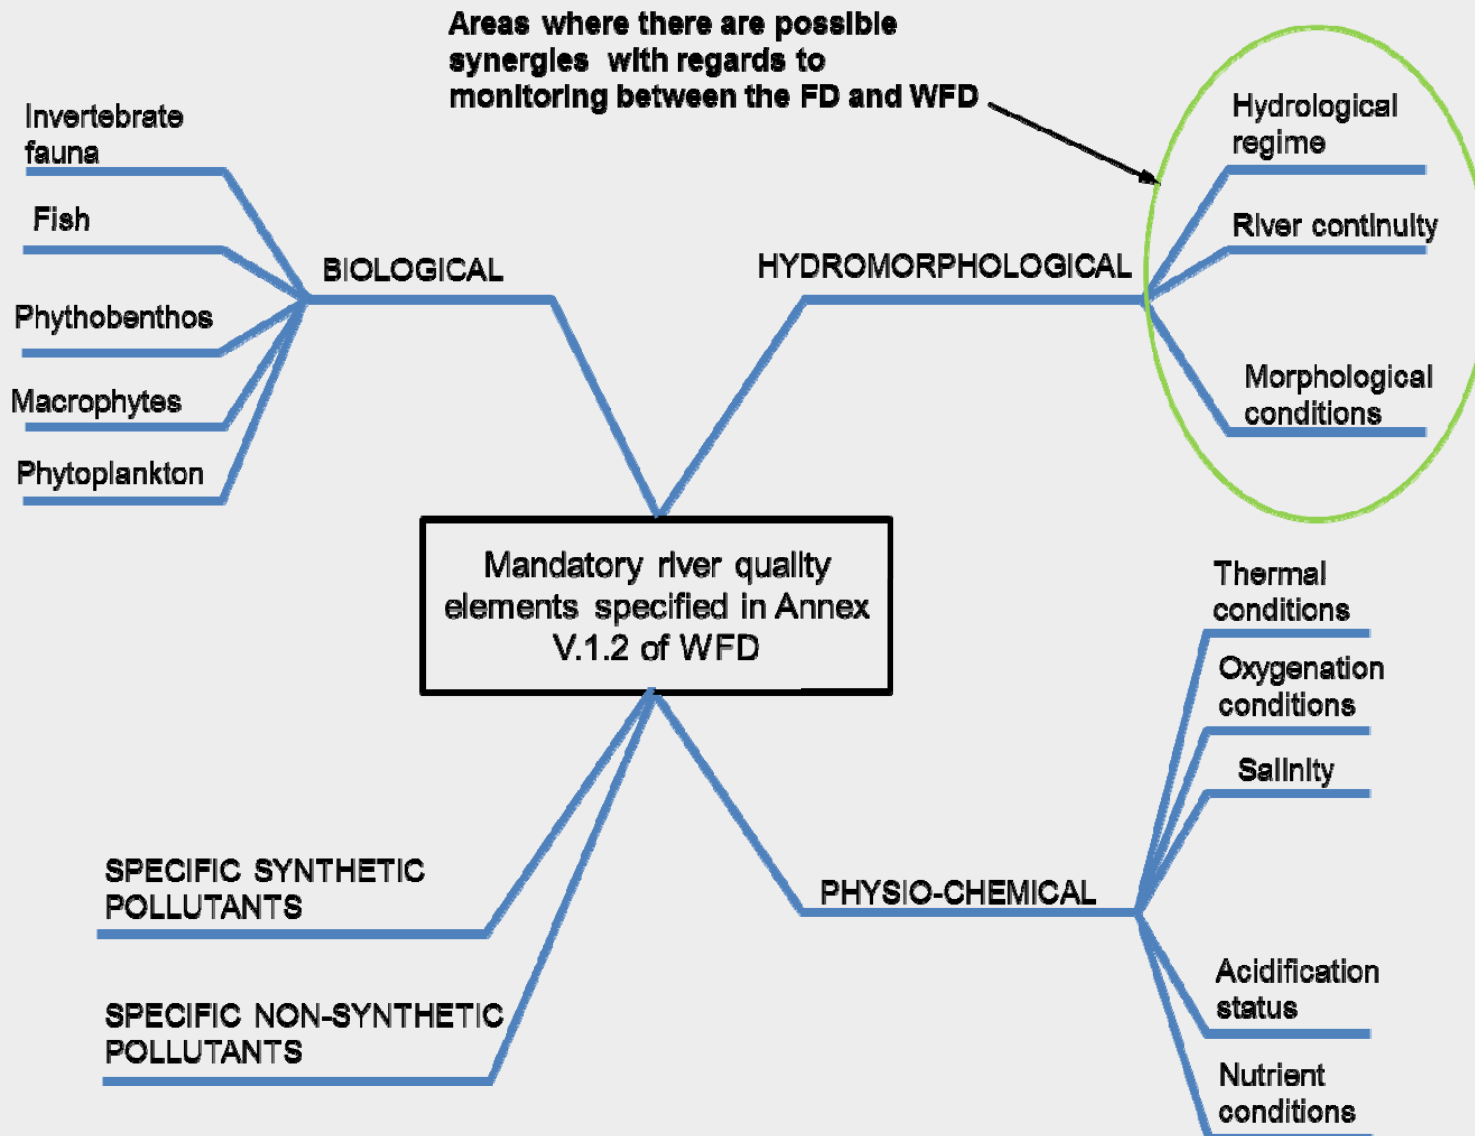 Areas where there are possible
synergies with regards to
monitoring between the FD and WFD
Invertebrate
fauna
Fish
Phythobenthos
Macrophytes
Phytoplankton
BIOLOGICAL
HYDROMORPHOLOGICAL
Hydrological
regime
River continuity
Morphological
conditions
Mandatory river quality
elements specified in Annex
V.1.2 of WFD
SPECIFIC SYNTHETIC
POLLUTANTS
SPECIFIC NON-SYNTHETIC
POLLUTANTS
PHYSIO-CHEMICAL
Thermal
conditions
Oxygenation
conditions
Salinity
Acidification
status
Nutrient
conditions